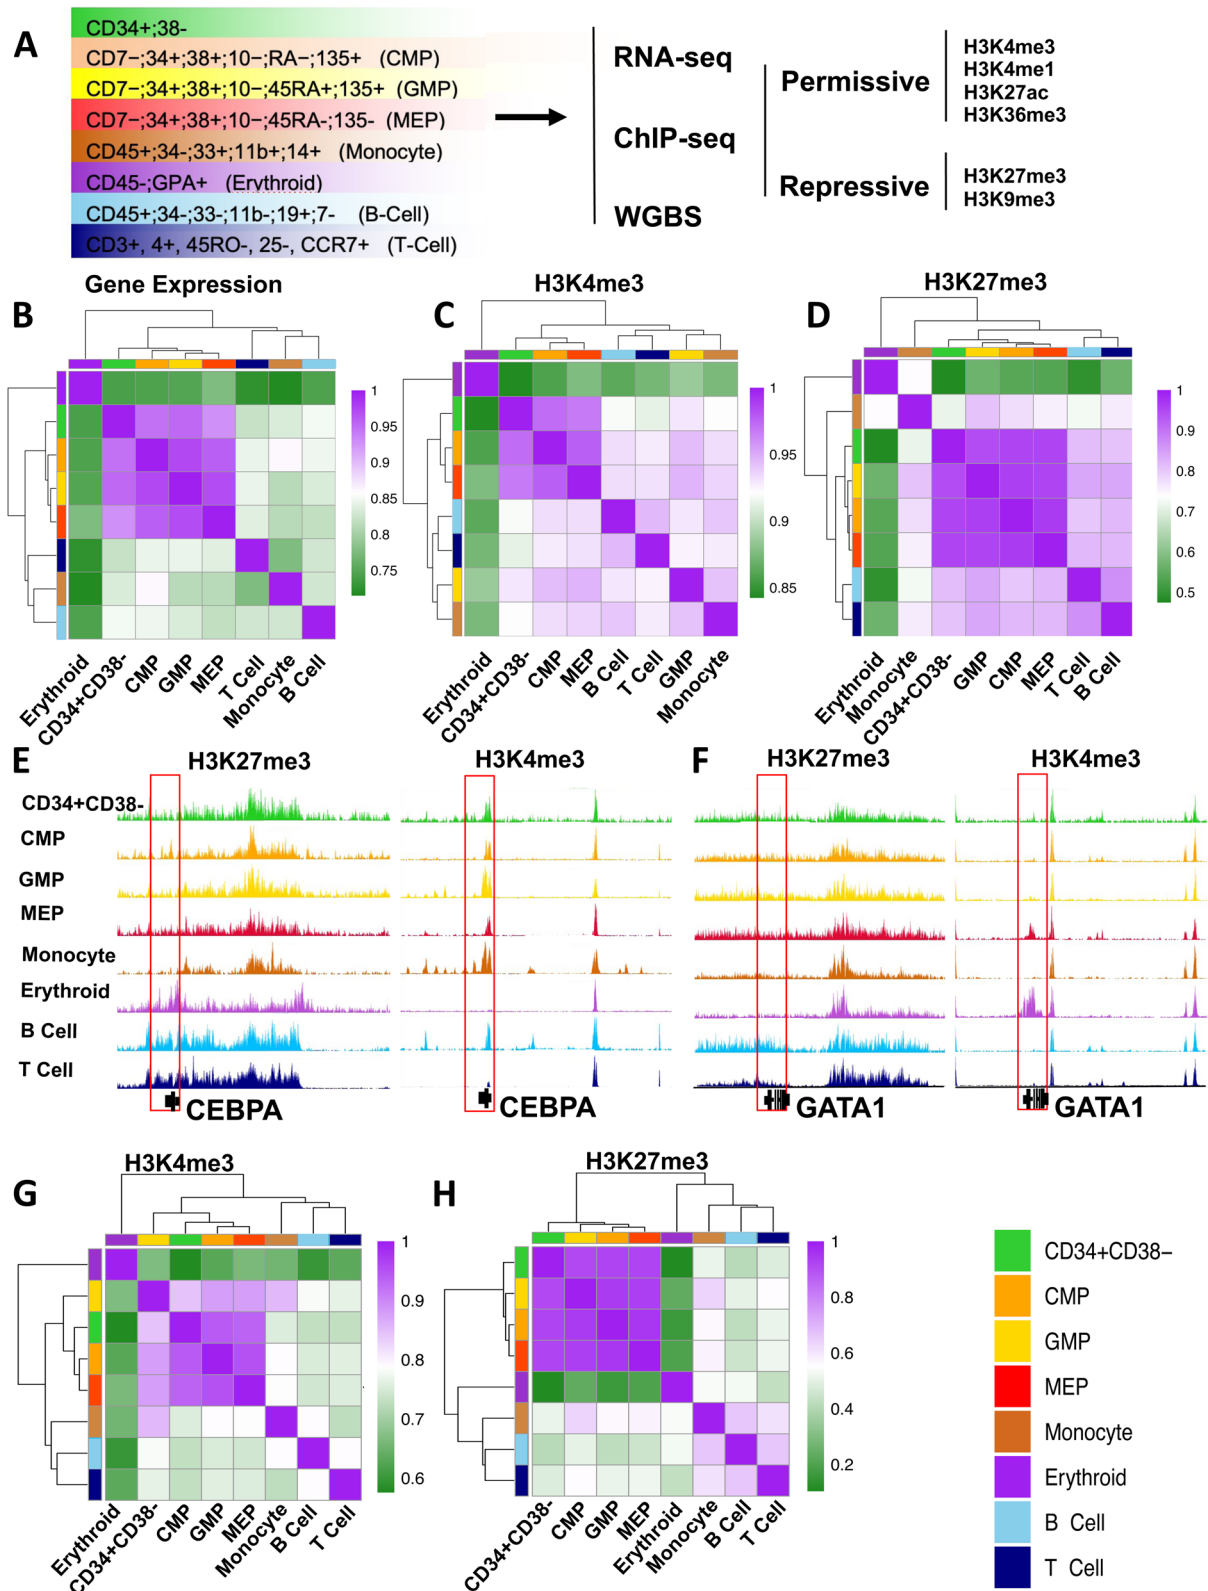 A
CD34+;38-
CD7–;34+;38+;10–;RA–;135+ (CMP)
CD7–;34+;38+;10–;45RA+;135+ (GMP)
CD7–;34+;38+;10–;45RA-;135- (MEP)
CD45+;34-;33+;11b+;14+ (Monocyte)
CD45-;GPA+ (Erythroid)
CD45+;34-;33-;11b-;19+;7- (B-Cell)
CD3+, 4+, 45RO-, 25-, CCR7+ (T-Cell)
RNA-seq
ChIP-seq
WGBS
Permissive
Repressive
H3K4me3
H3K4me1
H3K27ac
H3K36me3
H3K27me3
H3K9me3
B
Gene Expression
1
0.95
0.9
0.85
0.8
0.75
Erythroid
CD34+CD38-
CMP
GMP
MEP
T Cell
Monocyte
B Cell
C
H3K4me3
1
0.95
0.9
0.85
Erythroid
CD34+CD38-
CMP
MEP
B Cell
T Cell
GMP
Monocyte
D
H3K27me3
1
0.9
0.8
0.7
0.6
0.5
Erythroid
Monocyte
CD34+CD38-
GMP
CMP
MEP
T Cell
B Cell
E
H3K27me3
H3K4me3
CD34+CD38-
CMP
GMP
MEP
Monocyte
Erythroid
B Cell
T Cell
CEBPA
CEBPA
F
H3K27me3
H3K4me3
GATA1
GATA1
G
H3K4me3
1
0.9
0.8
0.7
0.6
Erythroid
CD34+CD38-
CMP
GMP
MEP
Monocyte
B Cell
T Cell
H
H3K27me3
1
0.8
0.6
0.4
0.2
CD34+CD38-
CMP
GMP
MEP
Erythroid
Monocyte
B Cell
T Cell
CD34+CD38–
CMP
GMP
MEP
Monocyte
Erythroid
B Cell
T Cell